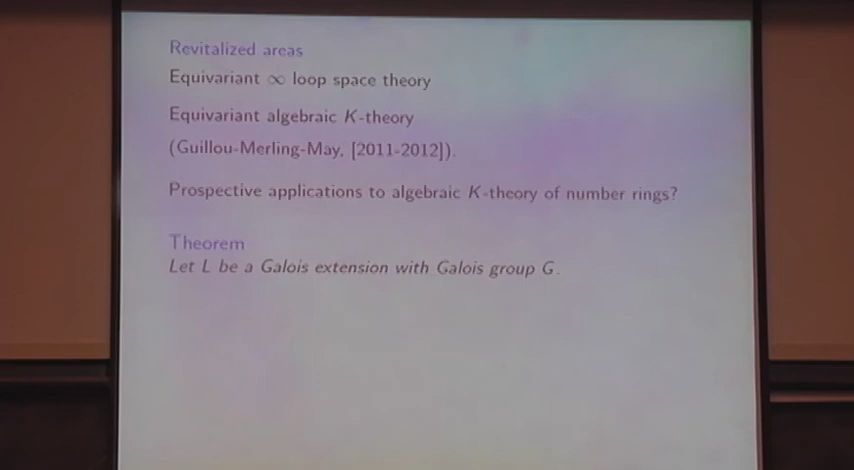 Revitalized areas
Equivariant ∞ loop space theory
Equivariant algebraic K-theory
(Guillou-Merling-May, [2011-2012]).
Prospective applications to algebraic K-theory of number rings?
Theorem
Let L be a Galois extension with Galois group G.